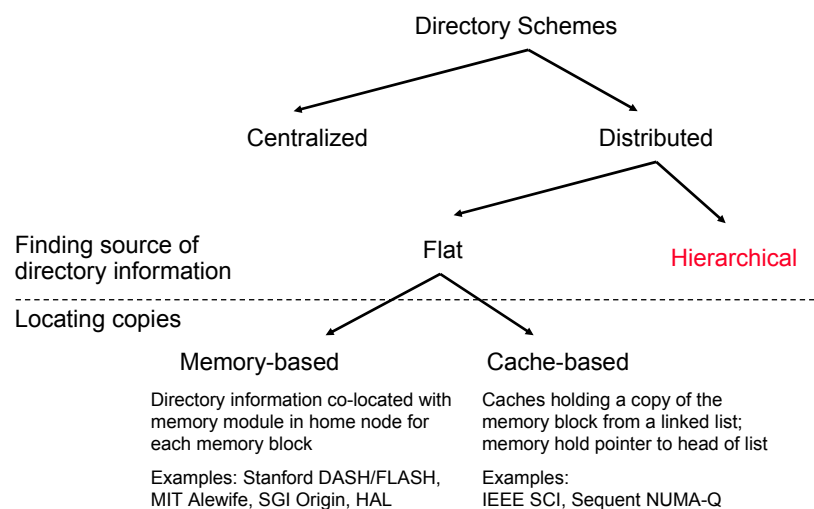 Directory Schemes
Centralized
Distributed
Finding source of
directory information
Flat
Hierarchical
Locating copies
Memory-based
Directory information co-located with
memory module in home node for
each memory block
Examples: Stanford DASH/FLASH,
MIT Alewife, SGI Origin, HAL
Cache-based
Caches holding a copy of the
memory block from a linked list;
memory hold pointer to head of list
Examples:
IEEE SCI, Sequent NUMA-Q